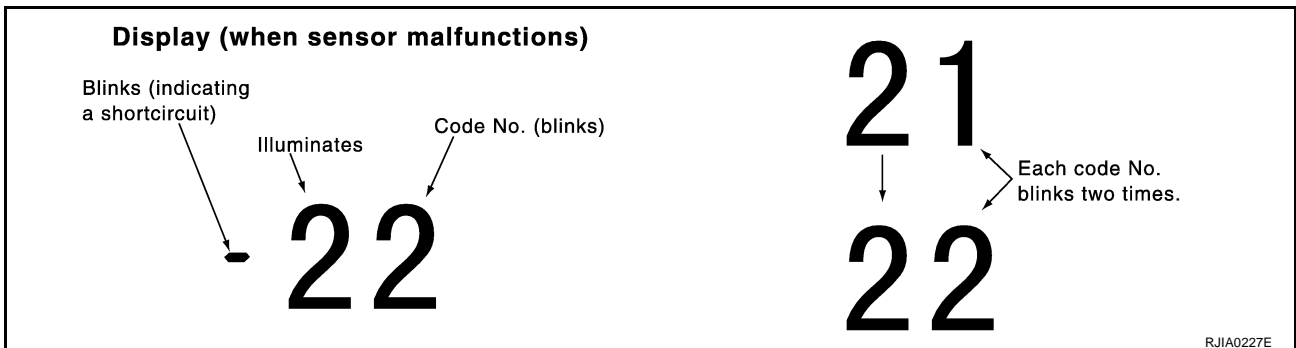 Display (when sensor malfunctions)
Blinks (indicating
a shortcircuit)
Illuminates
Code No. (blinks)
- 22
21
Each code No.
blinks two times.
22
RJIA0227E